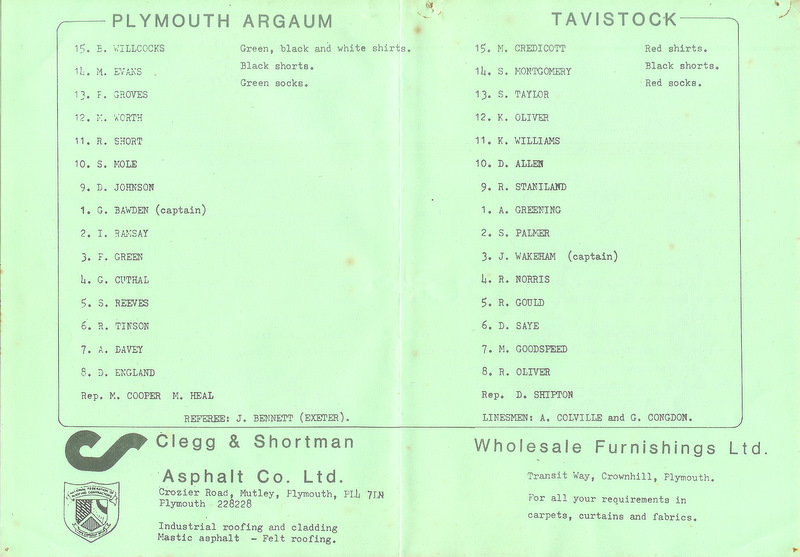 PLYMOUTH ARGAUM
15. B. WILLCOCKS
Green, black and white shirts.
14. M. EVANS
Black shorts.
13. F. GROVES
Green socks.
12. M. WORTH
11. R. SHORT
10. S. MOLE
9. D. JOHNSON
1. G. BAWDEN (captain)
2. I. RAMSAY
3. F. GREEN
4. G. CUTHAL
5. S. REEVES
6. R. TINSON
7. A. DAVEY
8. D. ENGLAND
Rep. M. COOPER M. HEAL
REFEREE: J. BENNETT (EXETER).
TAVISTOCK
15. M. CREDICOTT
Red shirts.
14. S. MONTGOMERY
Black shorts.
13. S. TAYLOR
Red socks.
12. K. OLIVER
11. K. WILLIAMS
10. D. ALLEN
9. R. STANILAND
1. A. GREENING
2. S. PALMER
3. J. WAKEHAM (captain)
4. R. NORRIS
5. R. GOULD
6. D. SAYE
7. M. GOODSPEED
8. R. OLIVER
Rep. D. SHIPTON
LINESMEN: A. COLVILLE and G. CONGDON.
Clegg & Shortman
Asphalt Co. Ltd.
Crozier Road, Mutley, Plymouth, PL4 7LN
Plymouth 228228
Industrial roofing and cladding
Mastic asphalt - Felt roofing.
Wholesale Furnishings Ltd.
Transit Way, Crownhill, Plymouth.
For all your requirements in
carpets, curtains and fabrics.